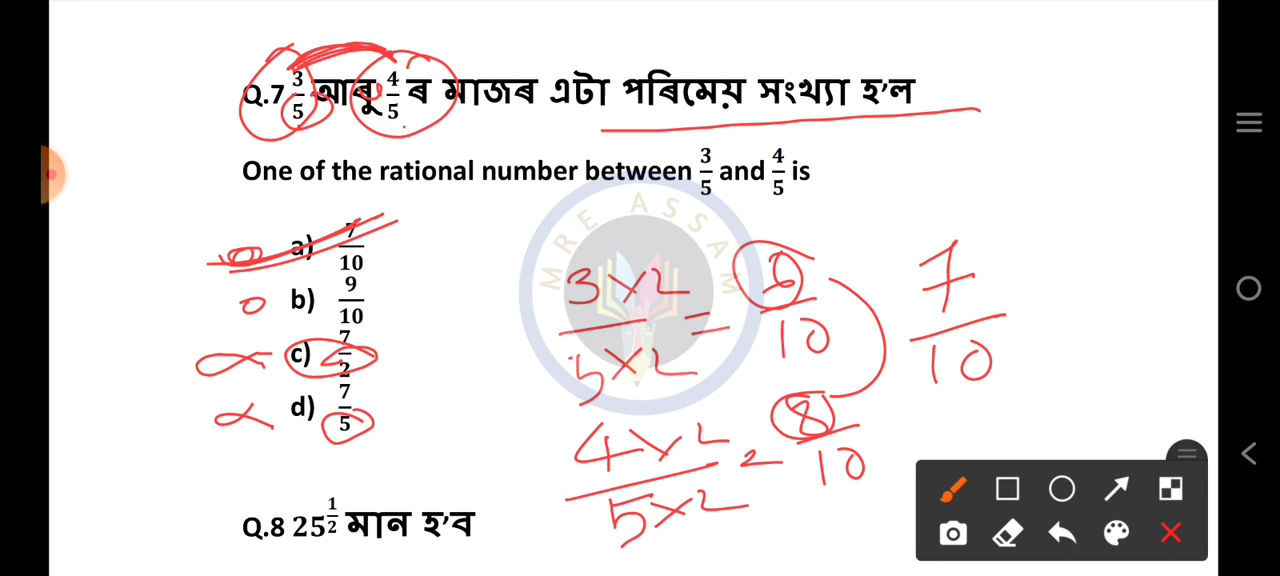 Q.7 3/5 আৰু 4/5 ৰ মাজৰ এটা পৰিমেয় সংখ্যা হ'ল
One of the rational number between 3/5 and 4/5 is
MRE ASSAM
a) 7/10
b) 9/10
c) 7/2
d) 7/5
3×2/5×2 = 6/10
7/10
4×2/5×2 = 8/10
Q.8 25^1/2 মান হ'ব